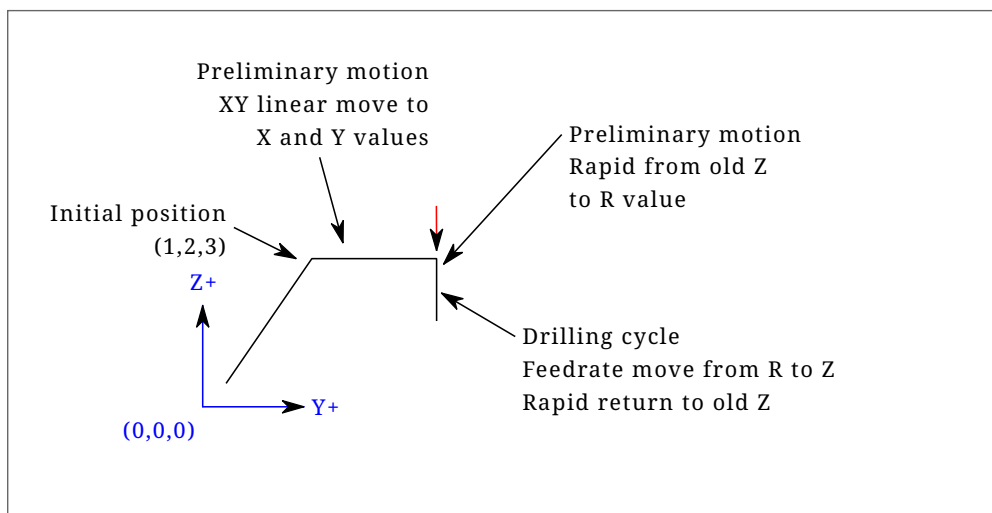 Preliminary motion
XY linear move to
X and Y values
Preliminary motion
Rapid from old Z
to R value
Initial position
(1,2,3)
Z+
Drilling cycle
Feedrate move from R to Z
Rapid return to old Z
Y+
(0,0,0)